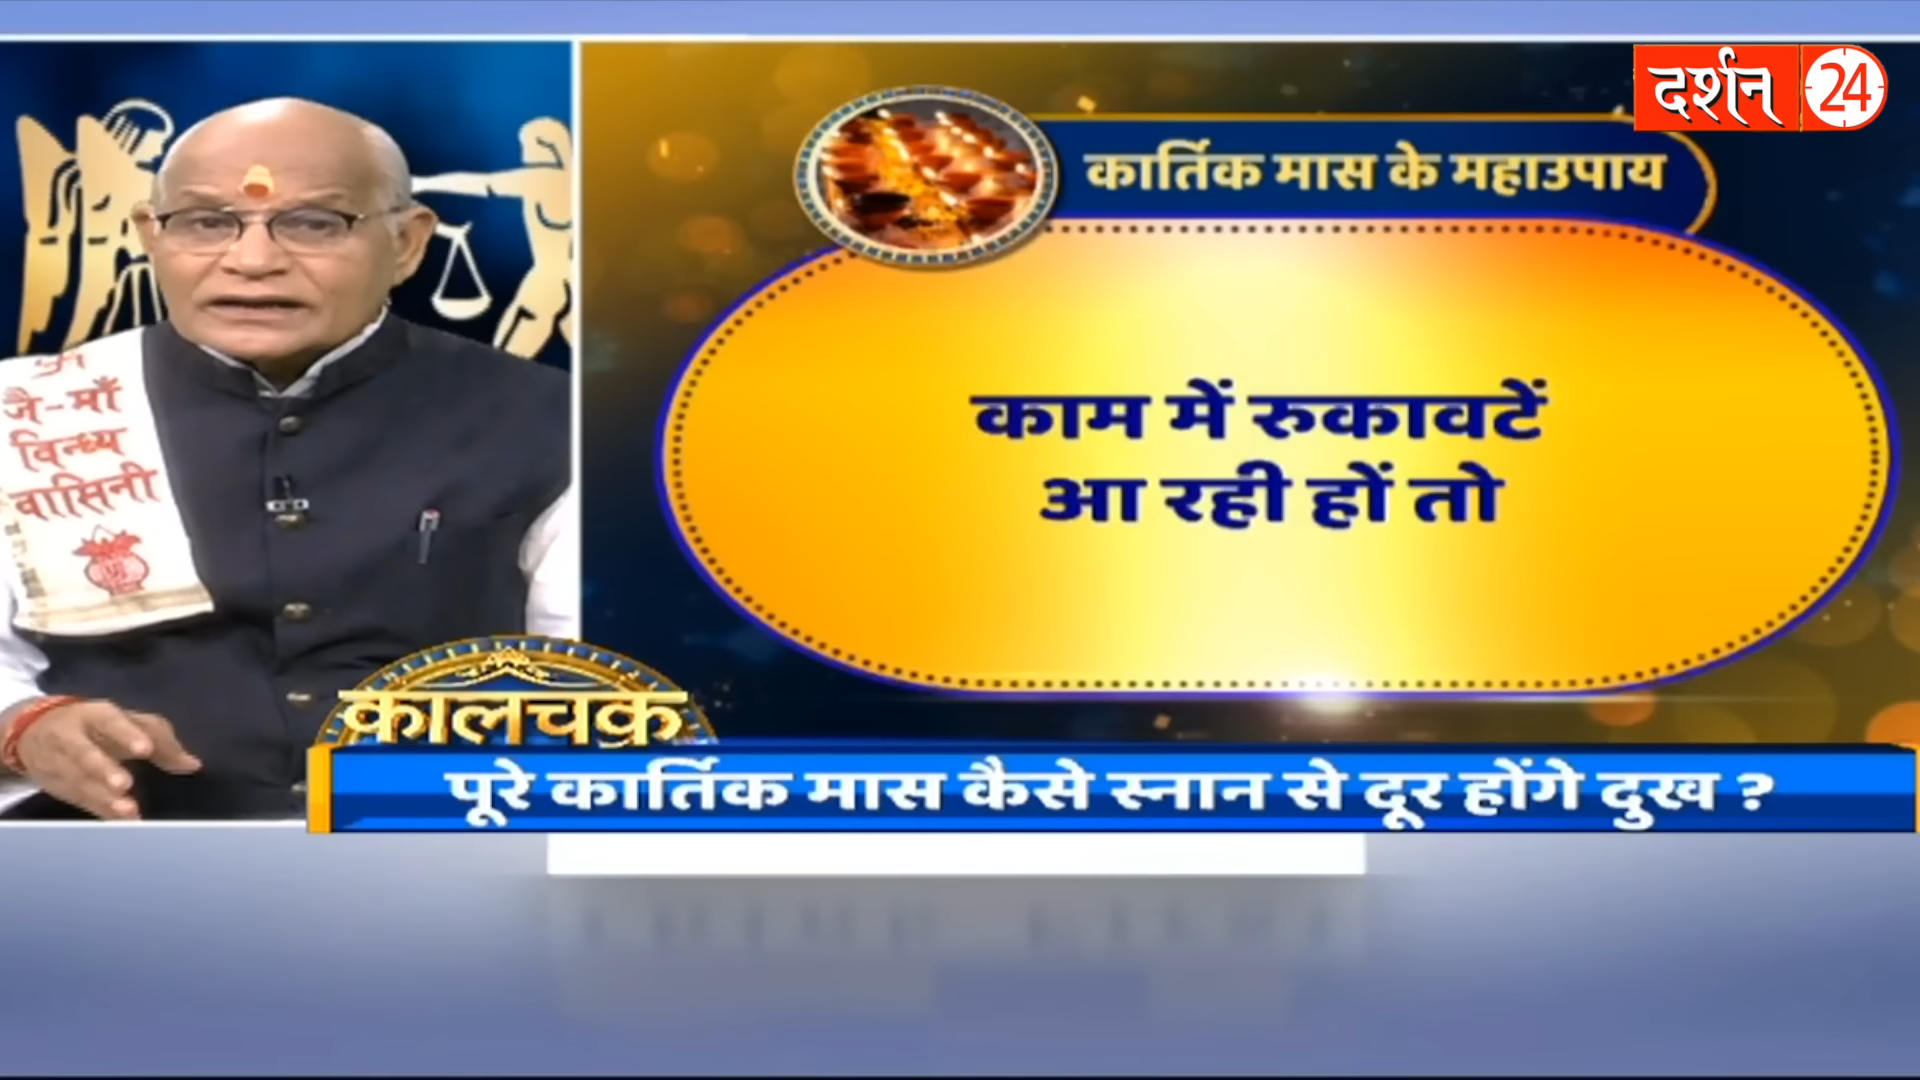 दर्शन 24
कार्तिक मास के महाउपाय
काम में रुकावटें
आ रही हों तो
जै-माँ
विन्ध्य
वासिनी
कालचक्र
पूरे कार्तिक मास कैसे स्नान से दूर होंगे दुख ?